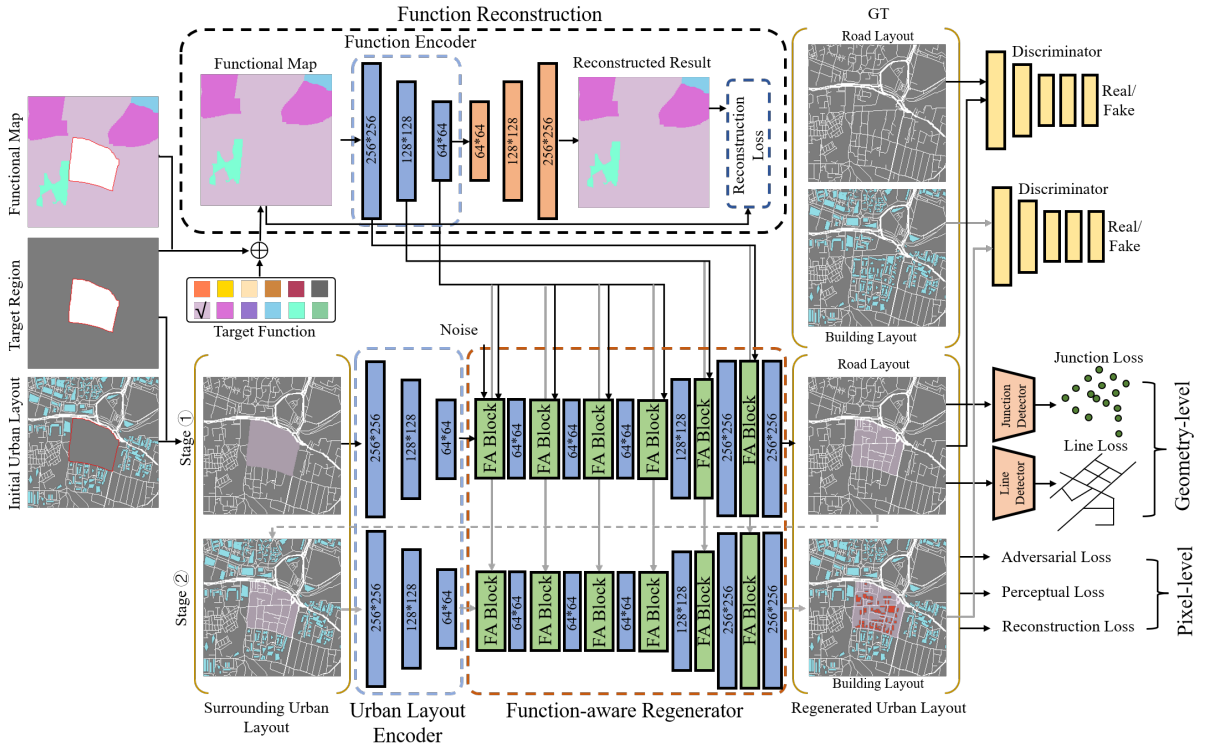 Function Reconstruction
GT
Function Encoder
Road Layout
Functional Map
Reconstructed Result
Discriminator
Real/
Fake
Functional Map
256*256
128*128
64*64
64*64
128*128
256*256
Reconstruction
Loss
Discriminator
Real/
Fake
Target Region
√
Target Function
Noise
Building Layout
Road Layout
Junction Loss
Initial Urban Layout
Stage ①
256*256
128*128
64*64
FA Block
64*64
FA Block
64*64
FA Block
64*64
FA Block
128*128
FA Block
256*256
FA Block
256*256
Junction
Detector
Line Loss
Line
Detector
Geometry-level
Stage ②
256*256
128*128
64*64
FA Block
64*64
FA Block
64*64
FA Block
64*64
FA Block
128*128
FA Block
256*256
FA Block
256*256
Adversarial Loss
Perceptual Loss
Reconstruction Loss
Pixel-level
Building Layout
Surrounding Urban
Layout
Urban Layout
Encoder
Function-aware Regenerator
Regenerated Urban Layout